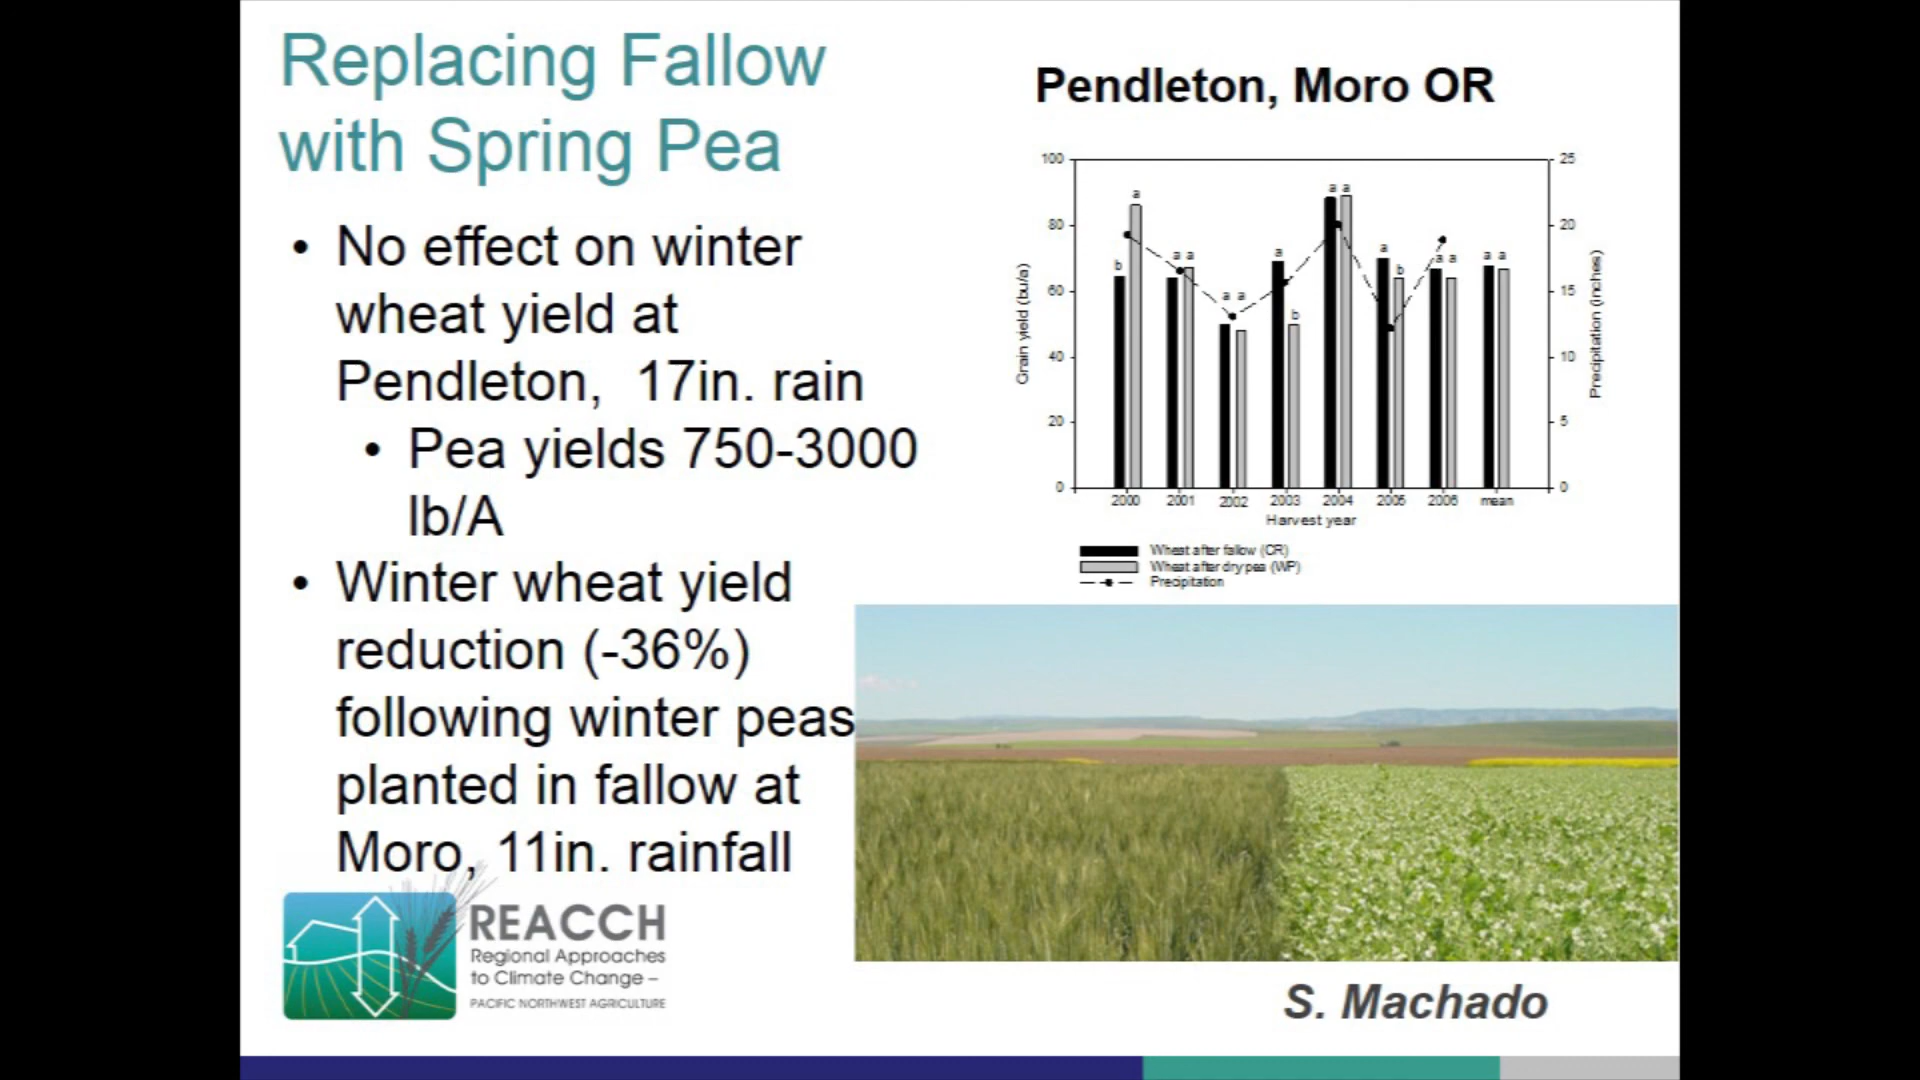 Replacing Fallow
with Spring Pea
• No effect on winter
wheat yield at
Pendleton, 17in. rain
• Pea yields 750-3000
lb/A
• Winter wheat yield
reduction (-36%)
following winter peas
planted in fallow at
Moro, 11in. rainfall
REACCH
Regional Approaches
to Climate Change –
PACIFIC NORTHWEST AGRICULTURE
Pendleton, Moro OR
100
80
60
40
20
0
Grain yield (bu/a)
b a
a a
a a
a b
a a
a b
a a
a a
25
20
15
10
5
0
Precipitation (inches)
2000 2001 2002 2003 2004 2005 2006 mean
Harvest year
Wheat after fallow (CR)
Wheat after dry pea (WP)
Precipitation
S. Machado